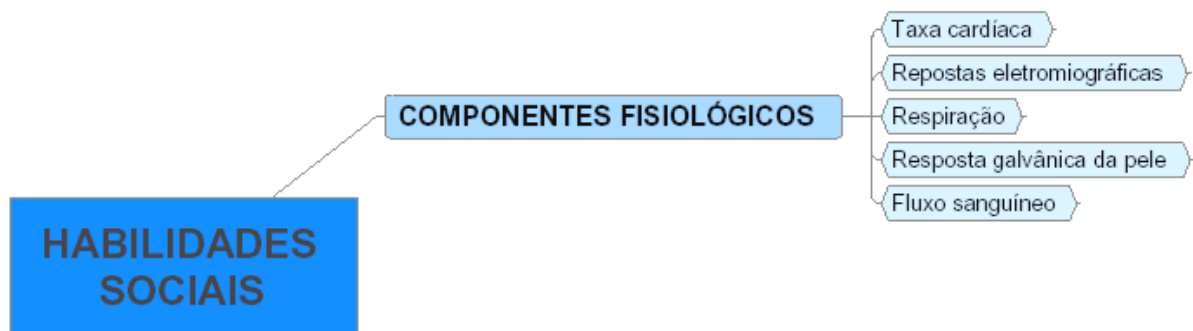 Taxa cardíaca
Repostas eletromiográficas
COMPONENTES FISIOLÓGICOS
Respiração
Resposta galvânica da pele
Fluxo sanguíneo
HABILIDADES
SOCIAIS